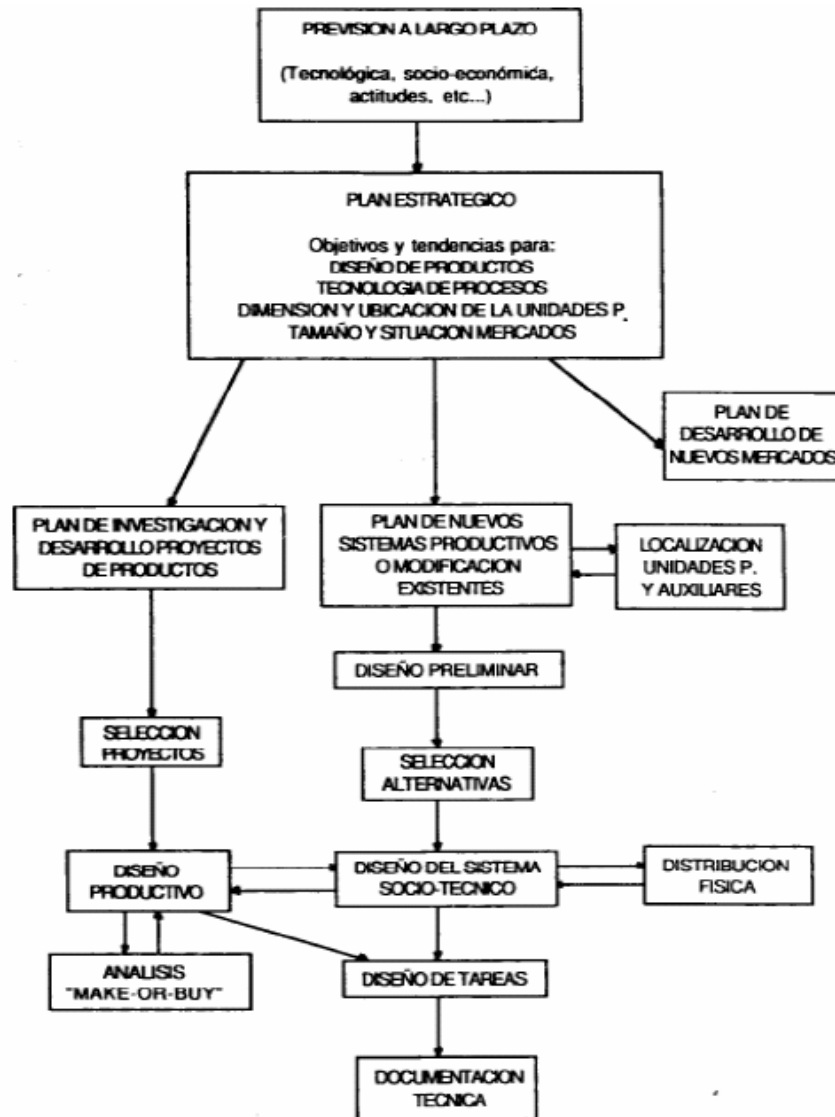 PREVISION A LARGO PLAZO
(Tecnológica, socio-económida,
actitudes, etc...)
PLAN ESTRATEGICO
Objetivos y tendencias para:
DISEÑO DE PRODUCTOS
TECNOLOGIA DE PROCESOS
DIMENSION Y UBICACION DE LA UNIDADES P.
TAMAÑO Y SITUACION MERCADOS
PLAN DE
DESARROLLO DE
NUEVOS MERCADOS
PLAN DE INVESTIGACION Y
DESARROLLO PROYECTOS
DE PRODUCTOS
PLAN DE NUEVOS
SISTEMAS PRODUCTIVOS
O MODIFICACION
EXISTENTES
LOCALIZACION
UNIDADES P.
Y AUXILIARES
DISEÑO PRELIMINAR
SELECCION
PROYECTOS
SELECCION
ALTERNATIVAS
DISEÑO
PRODUCTIVO
DISEÑO DEL SISTEMA
SOCIO-TECNICO
DISTRIBUCION
FISICA
ANALISIS
"MAKE-OR-BUY"
DISEÑO DE TAREAS
DOCUMENTACION
TECNICA